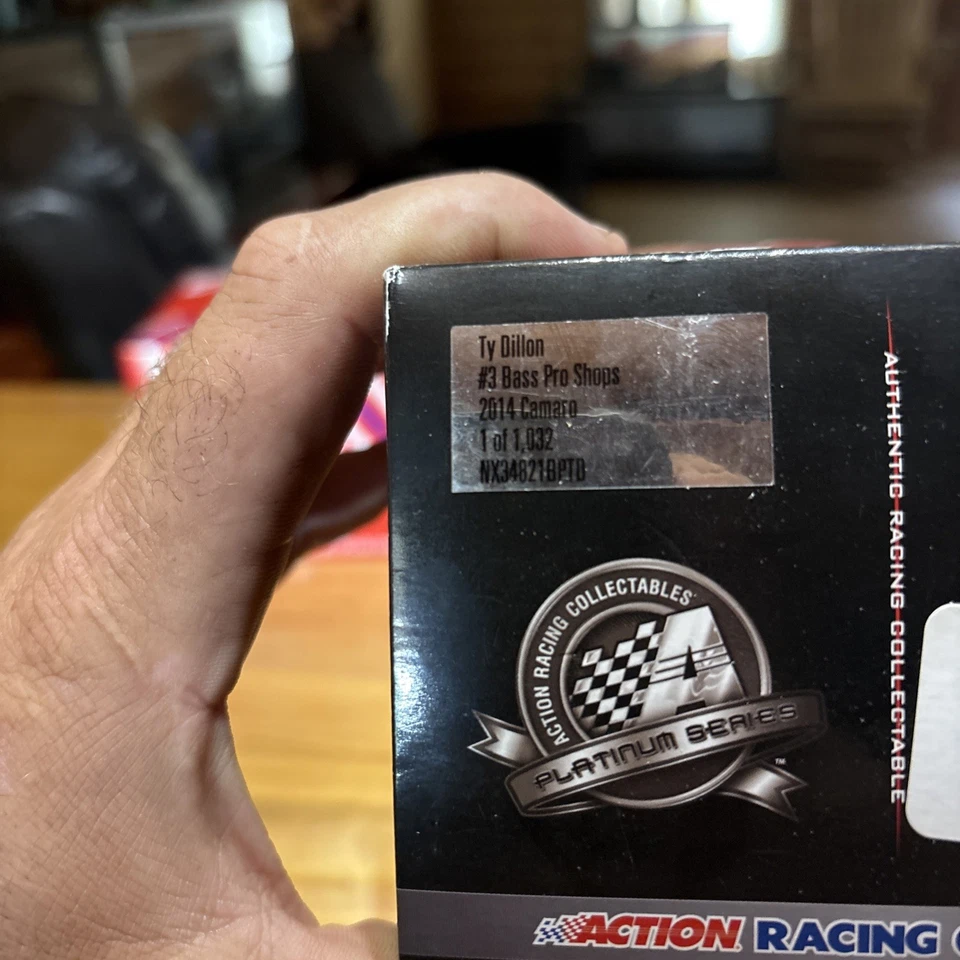 Ty Dillon
#3 Bass Pro Shops
2014 Camaro
1 of 1,032
NX34821BPTD
AUTHENTIC RACING COLLECTABLE
ACTION RACING COLLECTABLES
A
PLATINUM SERIES
TM
ACTION RACING